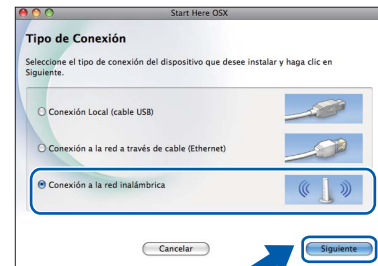 Start Here OSX
Tipo de Conexión
Seleccione el tipo de conexión del dispositivo que desee instalar y haga clic en
Siguiente.
Conexión Local (cable USB)
Conexión a la red a través de cable (Ethernet)
Conexión a la red inalámbrica
Cancelar
Siguiente